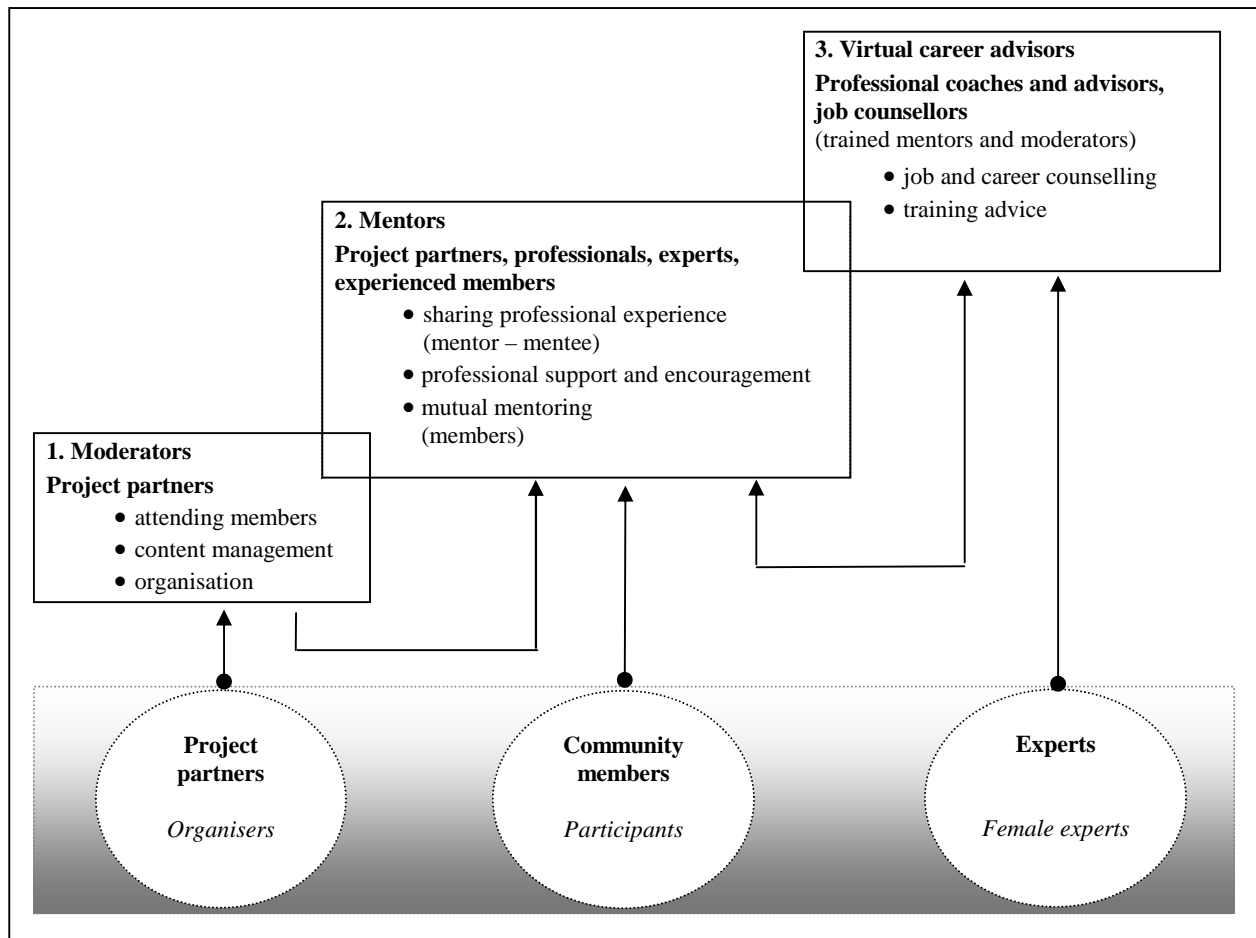 3. Virtual career advisors
Professional coaches and advisors,
job counsellors
(trained mentors and moderators)
• job and career counselling
• training advice
2. Mentors
Project partners, professionals, experts,
experienced members
• sharing professional experience
(mentor – mentee)
• professional support and encouragement
• mutual mentoring
(members)
1. Moderators
Project partners
• attending members
• content management
• organisation
Project
partners
Organisers
Community
members
Participants
Experts
Female experts